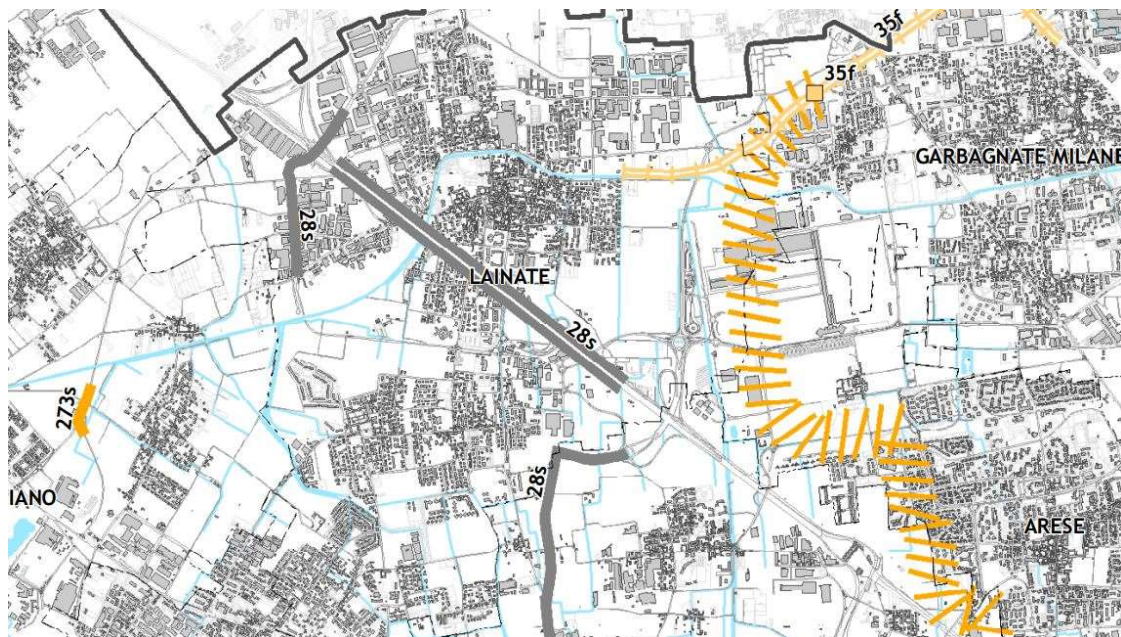 35f
35f
GARBAGNATE MILANE
28s
LAINATE
28s
273s
28s
IANO
ARESE